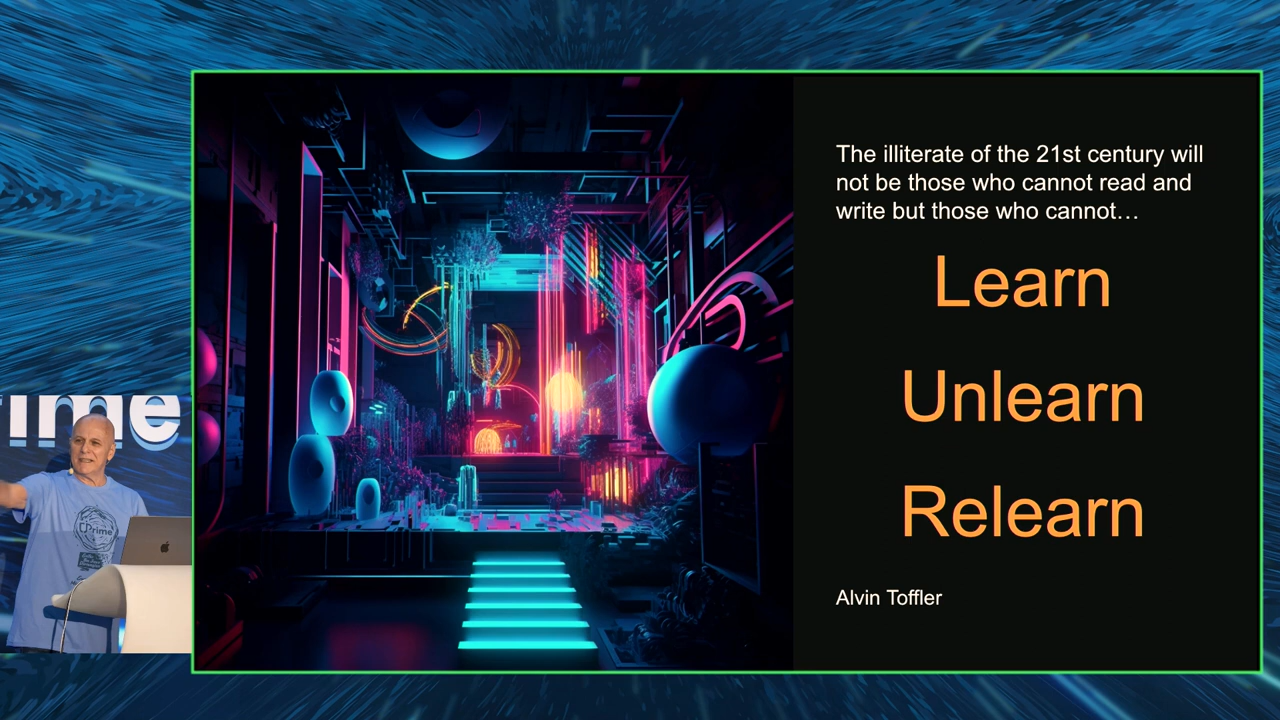 The illiterate of the 21st century will
not be those who cannot read and
write but those who cannot…
Learn
Unlearn
Relearn
Alvin Toffler
Prime